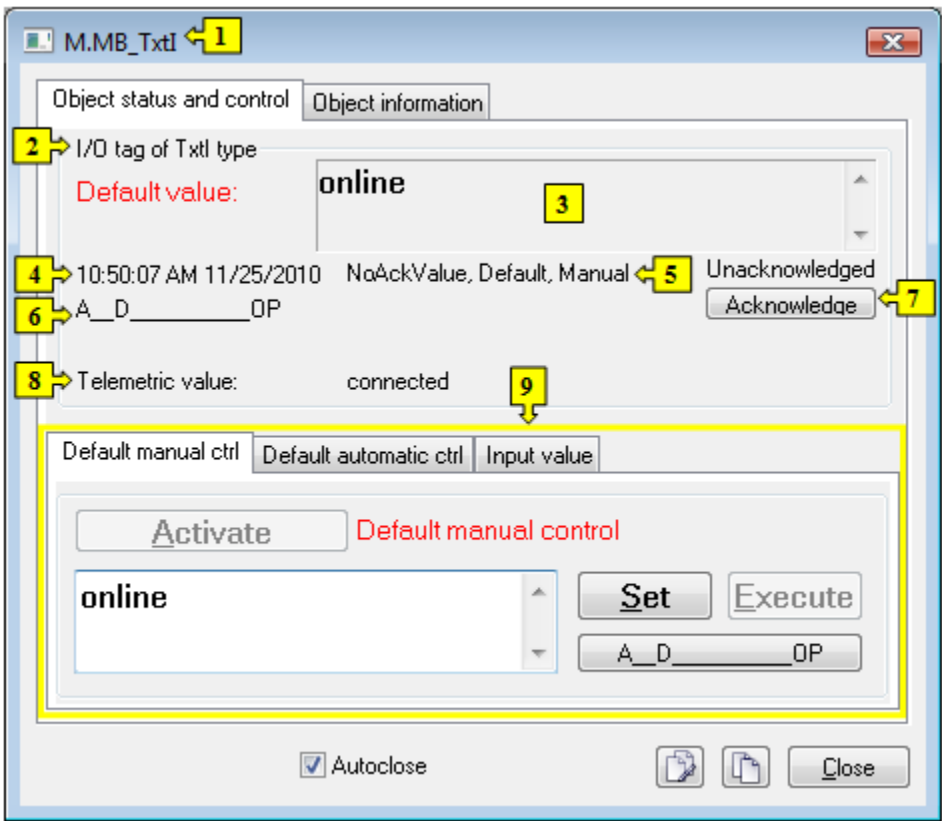 M.MB_TxtI 1
Object status and control Object information
2 I/O tag of TxtI type
Default value: online
3
4 10:50:07 AM 11/25/2010 NoAckValue, Default, Manual 5 Unacknowledged
6 A__D_________OP Acknowledge 7
8 Telemetric value: connected 9
Default manual ctrl Default automatic ctrl Input value
Activate Default manual control
online Set Execute
A__D_________OP
Autoclose Close